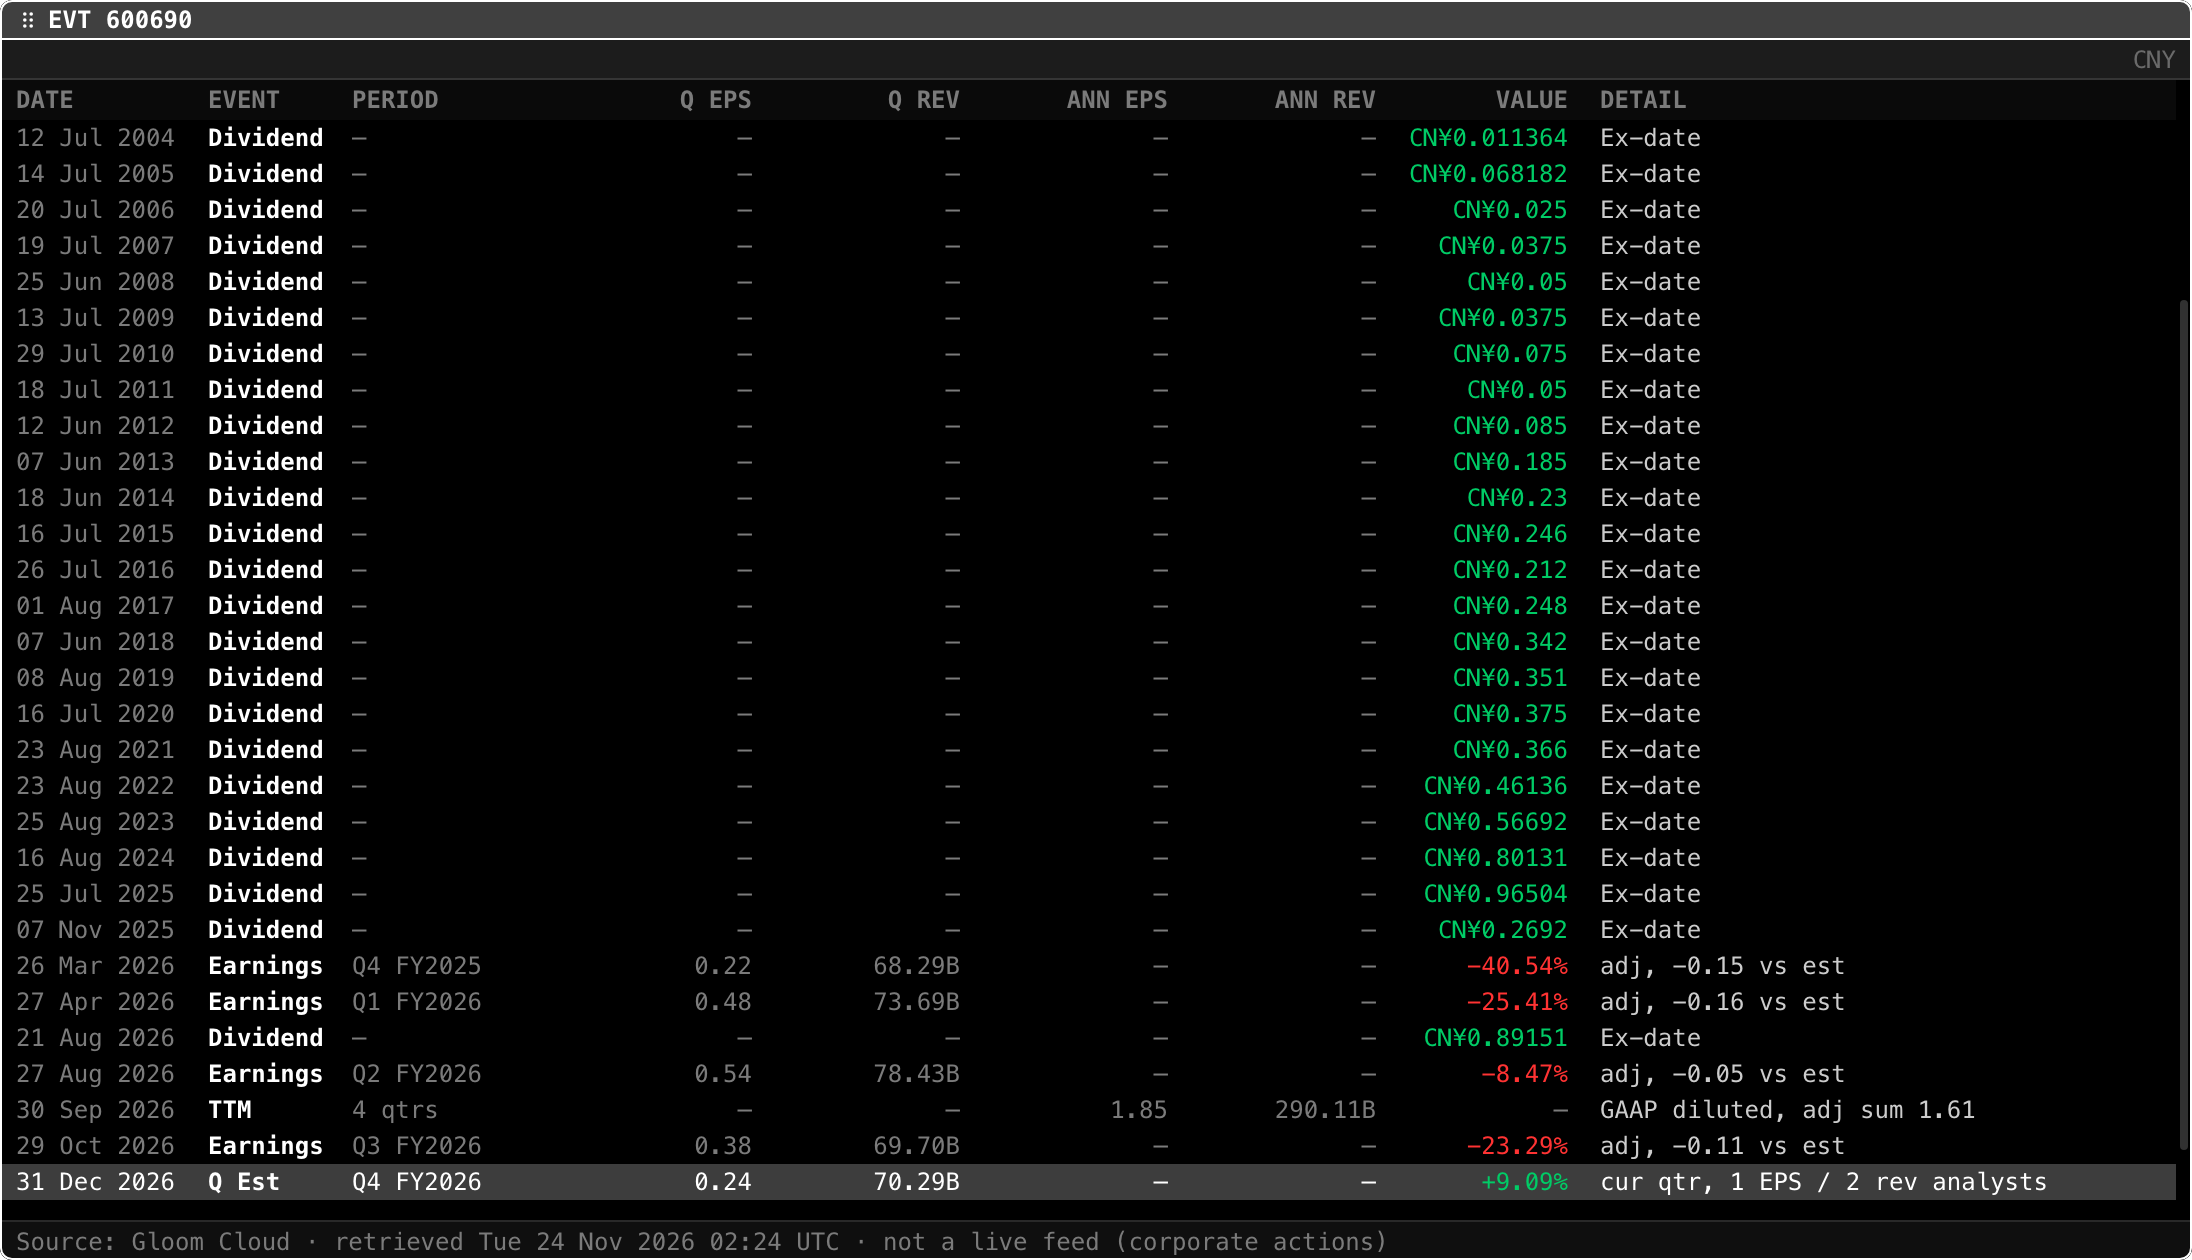 ⠿ EVT 600690
CNY
DATE EVENT PERIOD Q EPS Q REV ANN EPS ANN REV VALUE DETAIL
12 Jul 2004 Dividend — — — — — CN¥0.011364 Ex-date
14 Jul 2005 Dividend — — — — — CN¥0.068182 Ex-date
20 Jul 2006 Dividend — — — — — CN¥0.025 Ex-date
19 Jul 2007 Dividend — — — — — CN¥0.0375 Ex-date
25 Jun 2008 Dividend — — — — — CN¥0.05 Ex-date
13 Jul 2009 Dividend — — — — — CN¥0.0375 Ex-date
29 Jul 2010 Dividend — — — — — CN¥0.075 Ex-date
18 Jul 2011 Dividend — — — — — CN¥0.05 Ex-date
12 Jun 2012 Dividend — — — — — CN¥0.085 Ex-date
07 Jun 2013 Dividend — — — — — CN¥0.185 Ex-date
18 Jun 2014 Dividend — — — — — CN¥0.23 Ex-date
16 Jul 2015 Dividend — — — — — CN¥0.246 Ex-date
26 Jul 2016 Dividend — — — — — CN¥0.212 Ex-date
01 Aug 2017 Dividend — — — — — CN¥0.248 Ex-date
07 Jun 2018 Dividend — — — — — CN¥0.342 Ex-date
08 Aug 2019 Dividend — — — — — CN¥0.351 Ex-date
16 Jul 2020 Dividend — — — — — CN¥0.375 Ex-date
23 Aug 2021 Dividend — — — — — CN¥0.366 Ex-date
23 Aug 2022 Dividend — — — — — CN¥0.46136 Ex-date
25 Aug 2023 Dividend — — — — — CN¥0.56692 Ex-date
16 Aug 2024 Dividend — — — — — CN¥0.80131 Ex-date
25 Jul 2025 Dividend — — — — — CN¥0.96504 Ex-date
07 Nov 2025 Dividend — — — — — CN¥0.2692 Ex-date
26 Mar 2026 Earnings Q4 FY2025 0.22 68.29B — — -40.54% adj, -0.15 vs est
27 Apr 2026 Earnings Q1 FY2026 0.48 73.69B — — -25.41% adj, -0.16 vs est
21 Aug 2026 Dividend — — — — — CN¥0.89151 Ex-date
27 Aug 2026 Earnings Q2 FY2026 0.54 78.43B — — -8.47% adj, -0.05 vs est
30 Sep 2026 TTM 4 qtrs — — 1.85 290.11B — GAAP diluted, adj sum 1.61
29 Oct 2026 Earnings Q3 FY2026 0.38 69.70B — — -23.29% adj, -0.11 vs est
31 Dec 2026 Q Est Q4 FY2026 0.24 70.29B — — +9.09% cur qtr, 1 EPS / 2 rev analysts
Source: Gloom Cloud · retrieved Tue 24 Nov 2026 02:24 UTC · not a live feed (corporate actions)